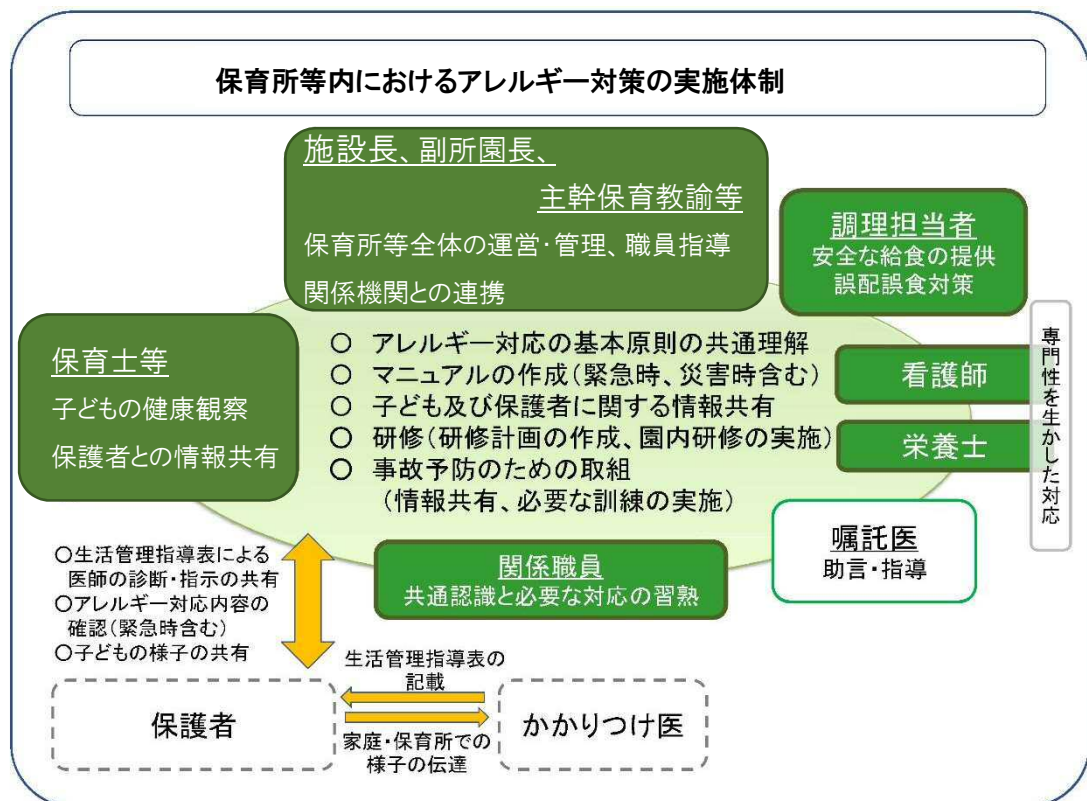 保育所等内におけるアレルギー対策の実施体制
施設長、副所園長、
主幹保育教諭等
保育所等全体の運営・管理、職員指導
関係機関との連携
調理担当者
安全な給食の提供
誤配誤食対策
保育士等
子どもの健康観察
保護者との情報共有
○ アレルギー対応の基本原則の共通理解
○ マニュアルの作成(緊急時、災害時含む)
○ 子ども及び保護者に関する情報共有
○ 研修(研修計画の作成、園内研修の実施)
○ 事故予防のための取組
(情報共有、必要な訓練の実施)
看護師
栄養士
専門性を生かした対応
嘱託医
助言・指導
関係職員
共通認識と必要な対応の習熟
○生活管理指導表による
医師の診断・指示の共有
○アレルギー対応内容の
確認(緊急時含む)
○子どもの様子の共有
生活管理指導表の
記載
保護者
かかりつけ医
家庭・保育所での
様子の伝達